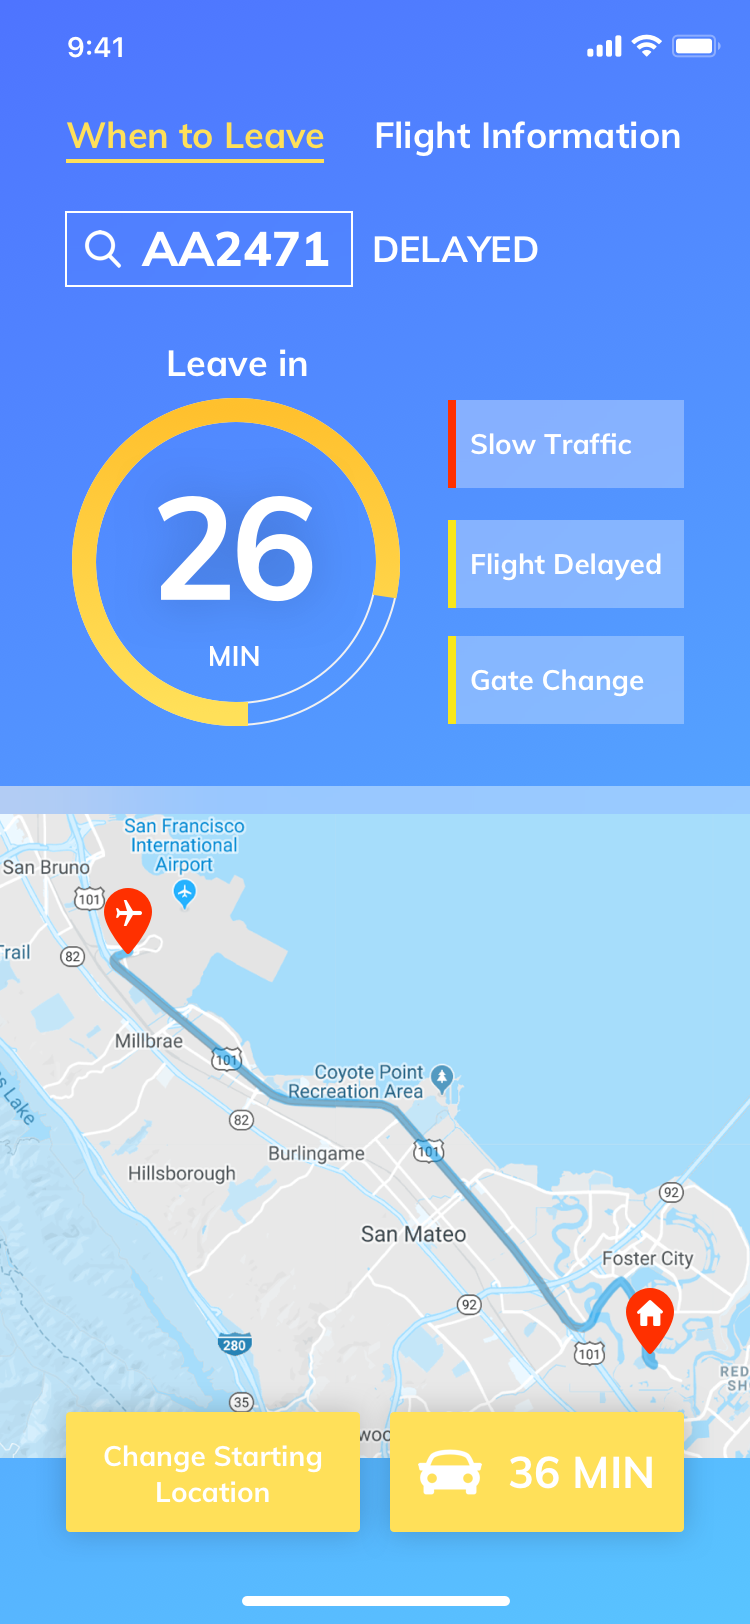 9:41
When to Leave
Flight Information
AA2471
DELAYED
Leave in
26
MIN
Slow Traffic
Flight Delayed
Gate Change
San Francisco
International
Airport
San Bruno
101
Trail
82
Millbrae
101
Coyote Point
Recreation Area
82
Burlingame
101
Hillsborough
92
San Mateo
Foster City
92
101
280
RED
SH
35
woo
Change Starting
Location
36 MIN
s Lake